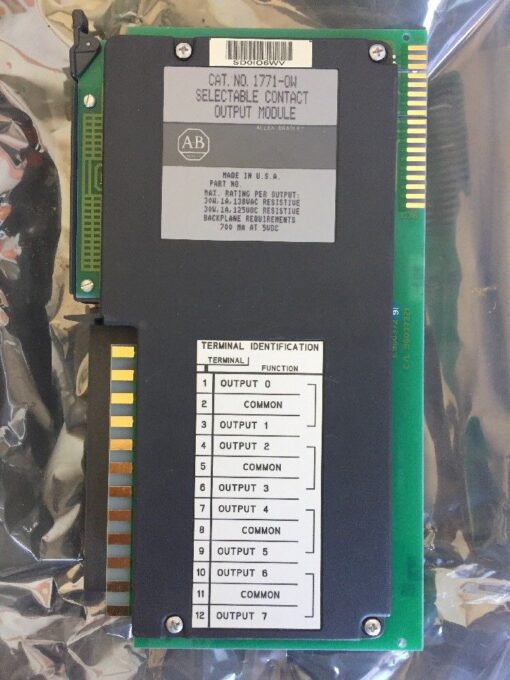 SD0I06WV
CAT. NO. 1771-OW
SELECTABLE CONTACT
OUTPUT MODULE
ALLEN-BRADLEY
A-B
MADE IN U.S.A.
PART NO.
MAX. RATING PER OUTPUT:
30W.1A.138VAC RESISTIVE
30W.1A.125VDC RESISTIVE
BACKPLANE REQUIREMENTS
700 MA AT 5VDC
TERMINAL IDENTIFICATION
TERMINAL FUNCTION
1 OUTPUT 0
2 COMMON
3 OUTPUT 1
4 OUTPUT 2
5 COMMON
6 OUTPUT 3
7 OUTPUT 4
8 COMMON
9 OUTPUT 5
10 OUTPUT 6
11 COMMON
12 OUTPUT 7